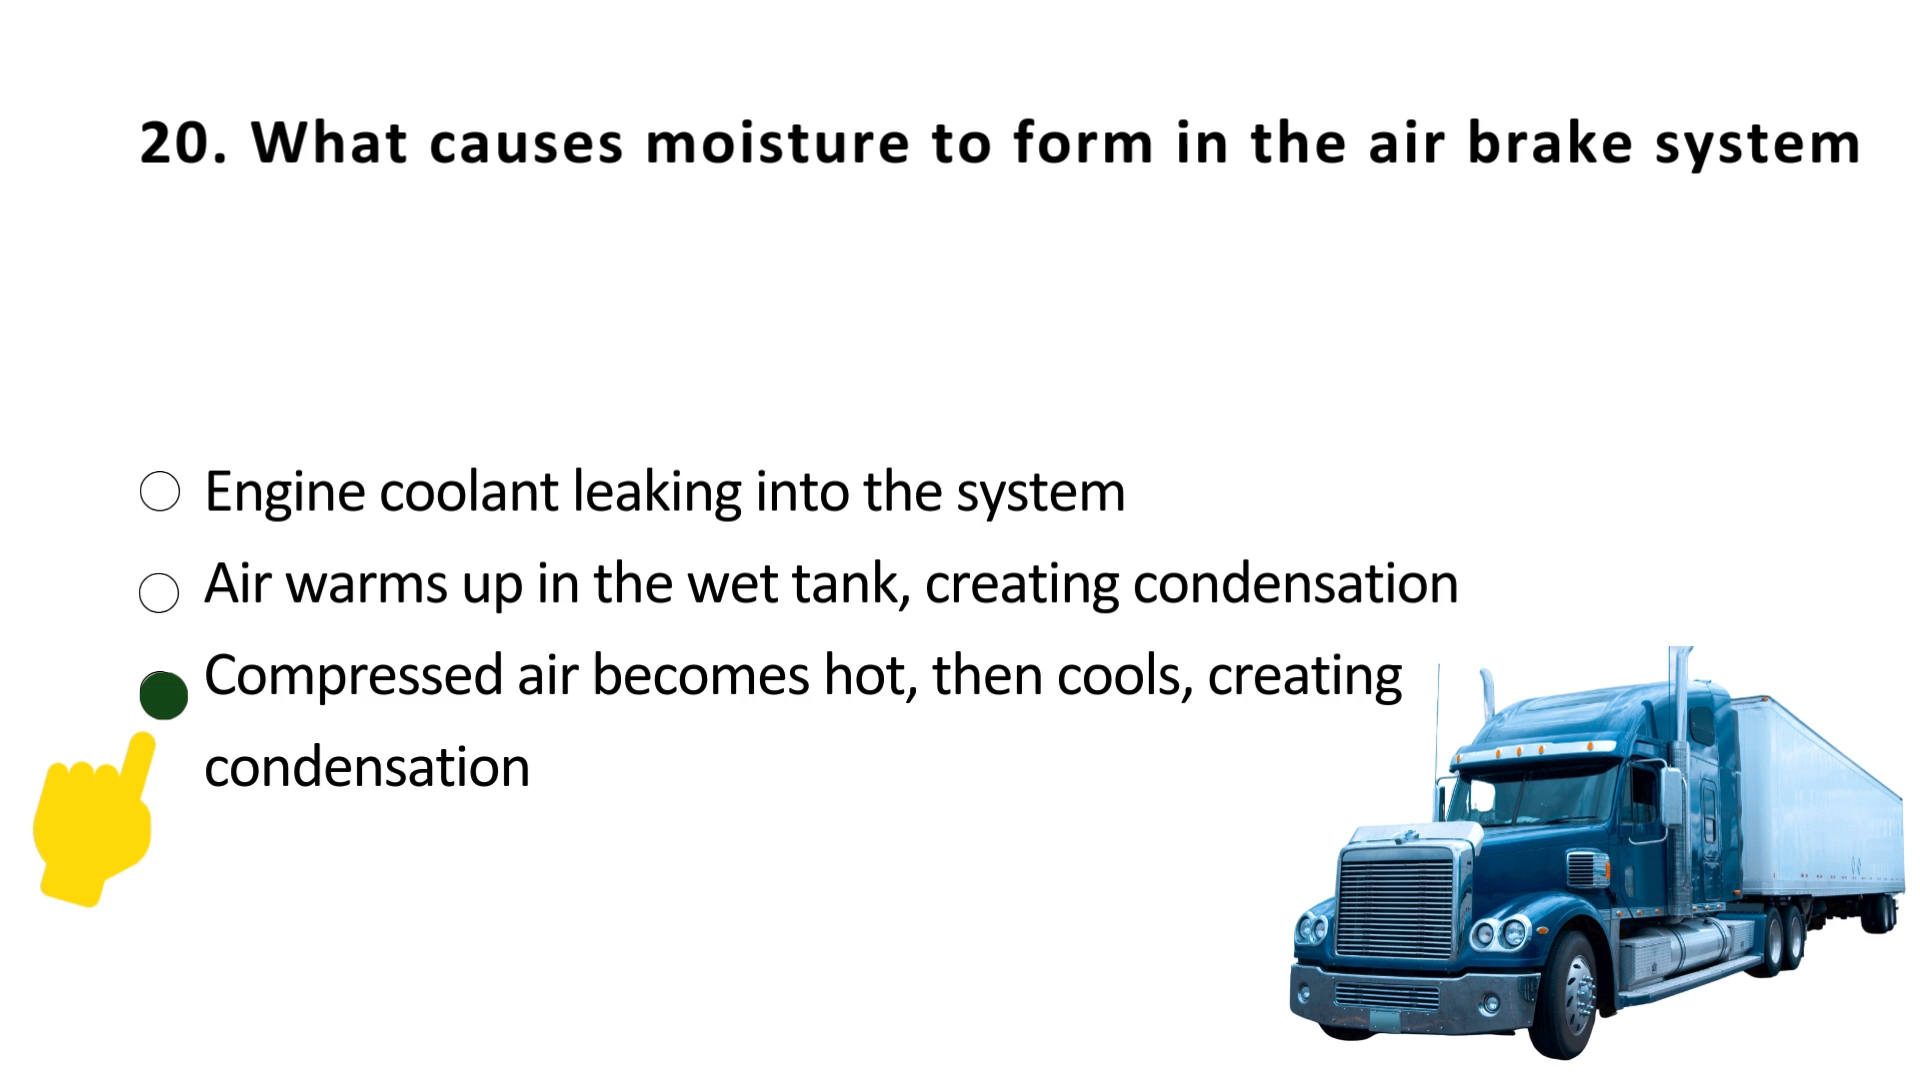 20. What causes moisture to form in the air brake system
Engine coolant leaking into the system
Air warms up in the wet tank, creating condensation
Compressed air becomes hot, then cools, creating
condensation